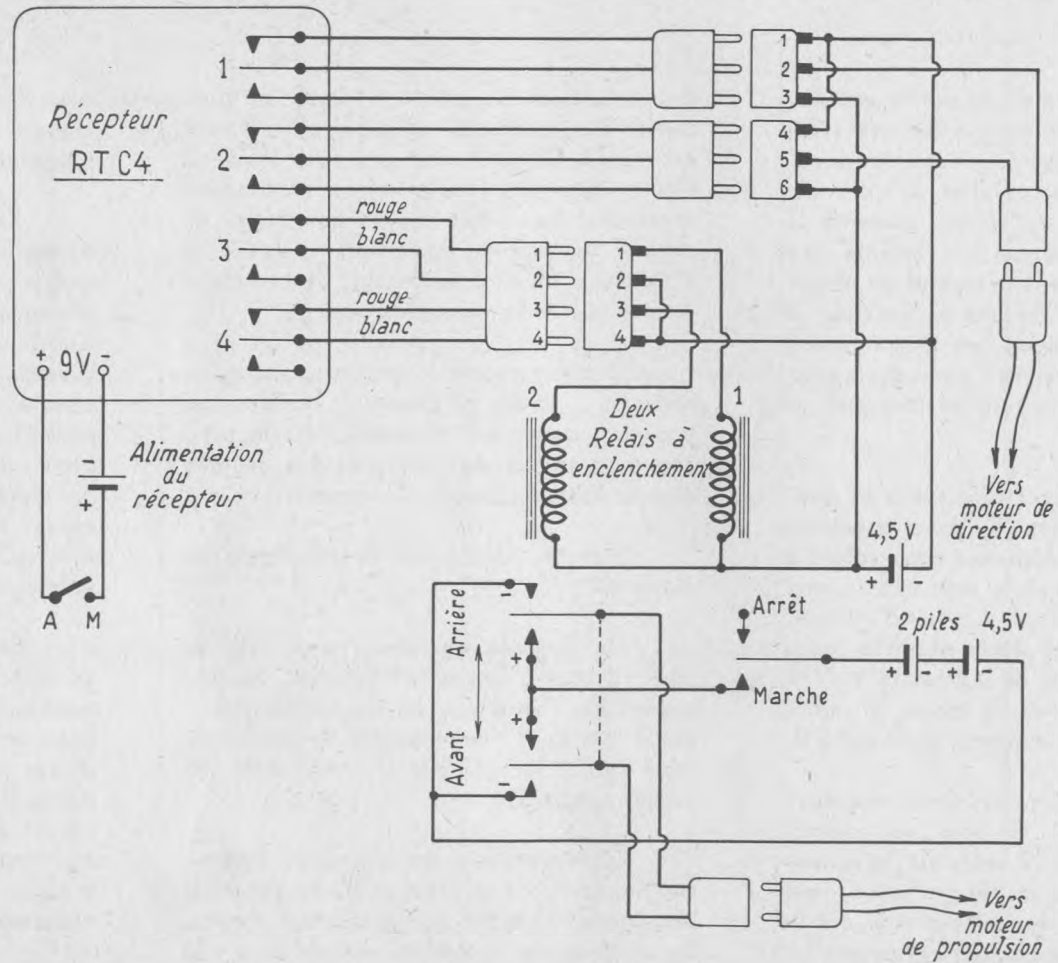 Récepteur
RTC4
1
2
3
4
rouge
blanc
rouge
blanc
+ 9V -
-
+
Alimentation
du
récepteur
A M
1
2
3
4
5
6
1
2
3
4
1
2
3
4
2
1
Deux
Relais à
enclenchement
4,5V
+ -
Vers
moteur de
direction
Arrière
Avant
-
+
+
-
Arrêt
Marche
2 piles 4,5V
+ - + -
Vers
moteur
de propulsion